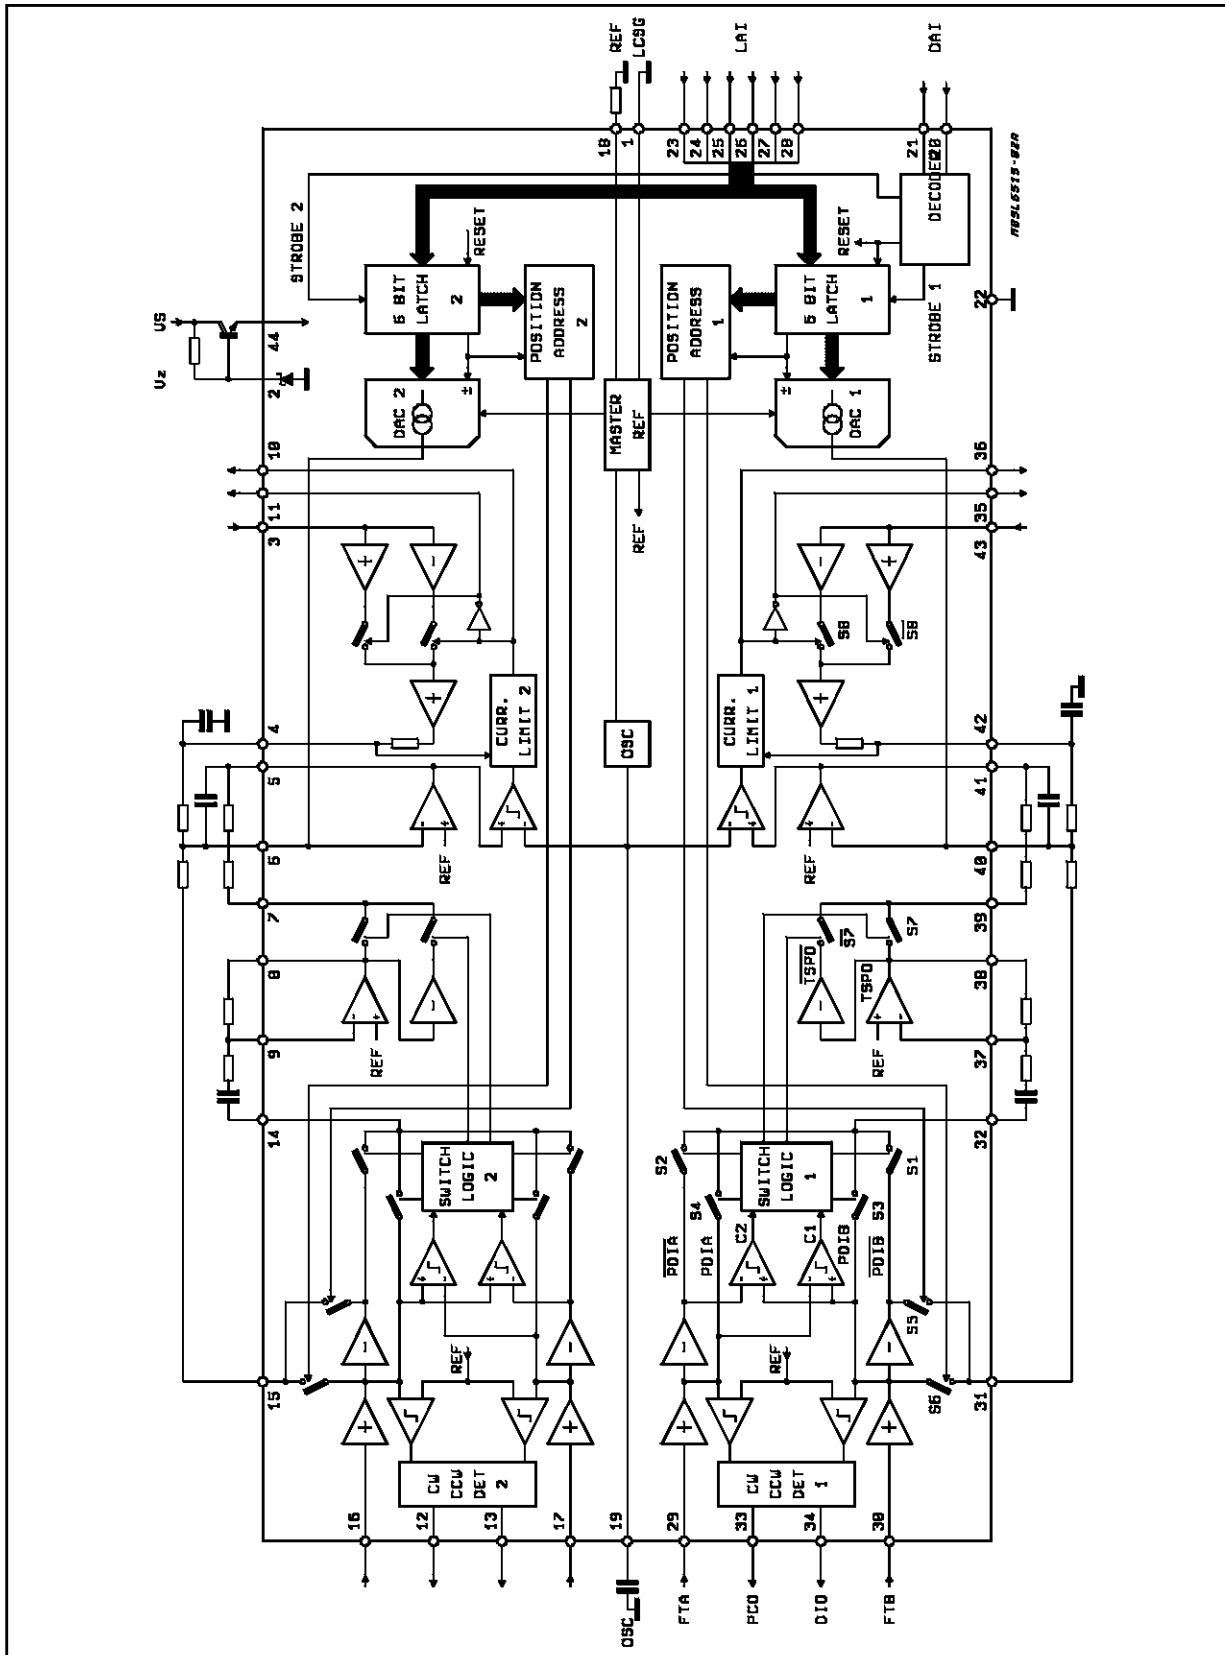 REF
LCSG
LAI
DAI
18
1
23
24
25
26
27
28
21
20
STROBE 2
RESET
RESET
DECODER
22
STROBE 1
5 BIT
LATCH
2
POSITION
ADDRESS
2
POSITION
ADDRESS
1
5 BIT
LATCH
1
VS
Vz
44
2
DAC 2
±
MASTER
REF
REF
±
DAC 1
10
11
3
36
35
43
+
−
−
+
S8
S8
+
CURR.
LIMIT 2
OSC
CURR.
LIMIT 1
+
4
5
6
42
41
40
REF
REF
7
8
9
39
38
37
S7
S7
TSPO
TSPO
−
−
REF
REF
14
32
SWITCH
LOGIC
2
S2
S4
SWITCH
LOGIC
1
S1
S3
PDIA
PDIA
C2
C1
PDIB
PDIB
S5
S6
−
−
−
−
REF
REF
15
31
+
+
+
+
CW
CCW
DET
2
CW
CCW
DET
1
16
12
13
17
19
29
33
34
30
OSC
FTA
PCO
DIO
FTB